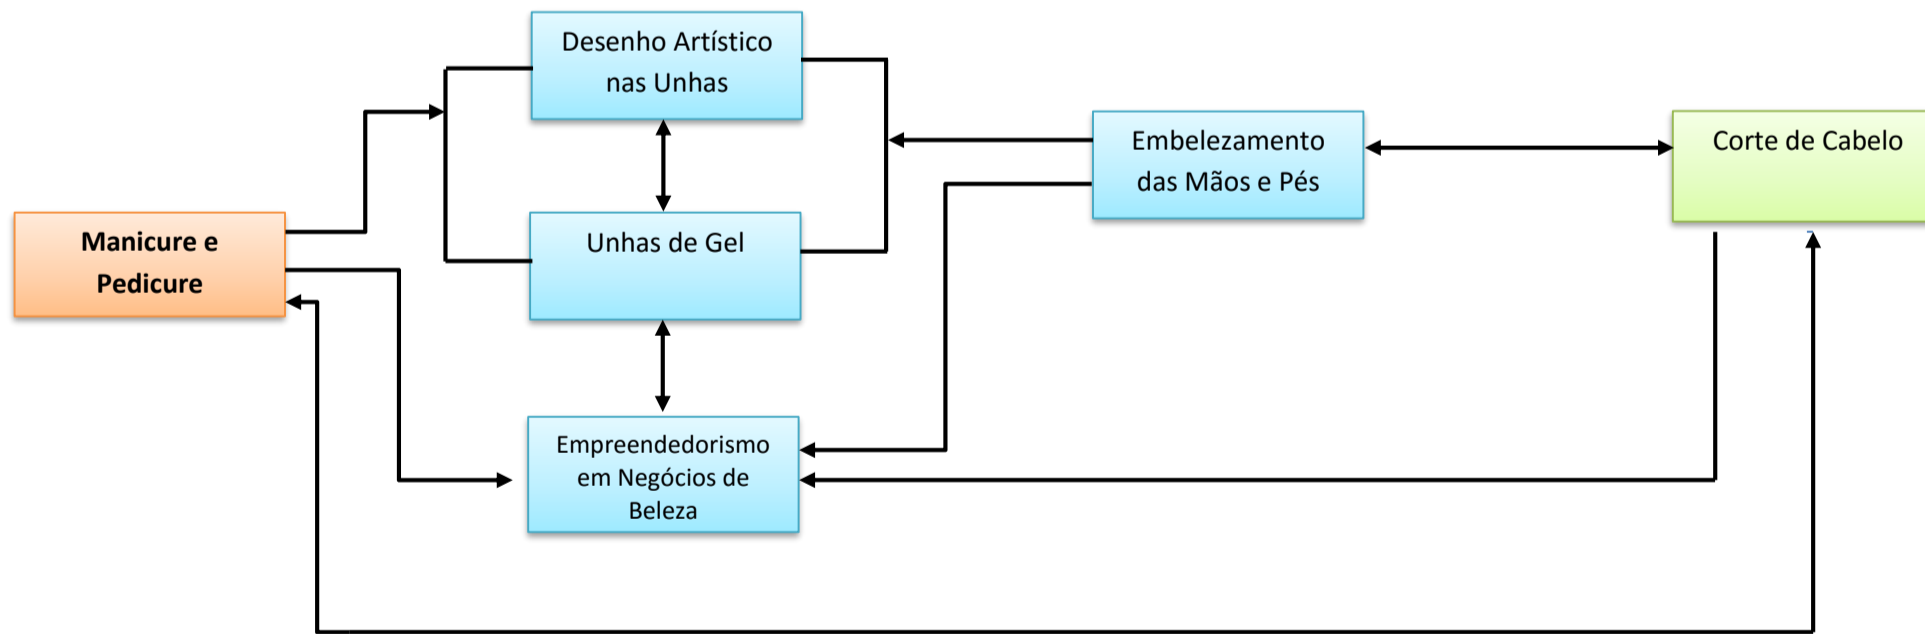 Desenho Artístico
nas Unhas
Embelezamento
das Mãos e Pés
Corte de Cabelo
Manicure e
Pedicure
Unhas de Gel
Empreendedorismo
em Negócios de
Beleza